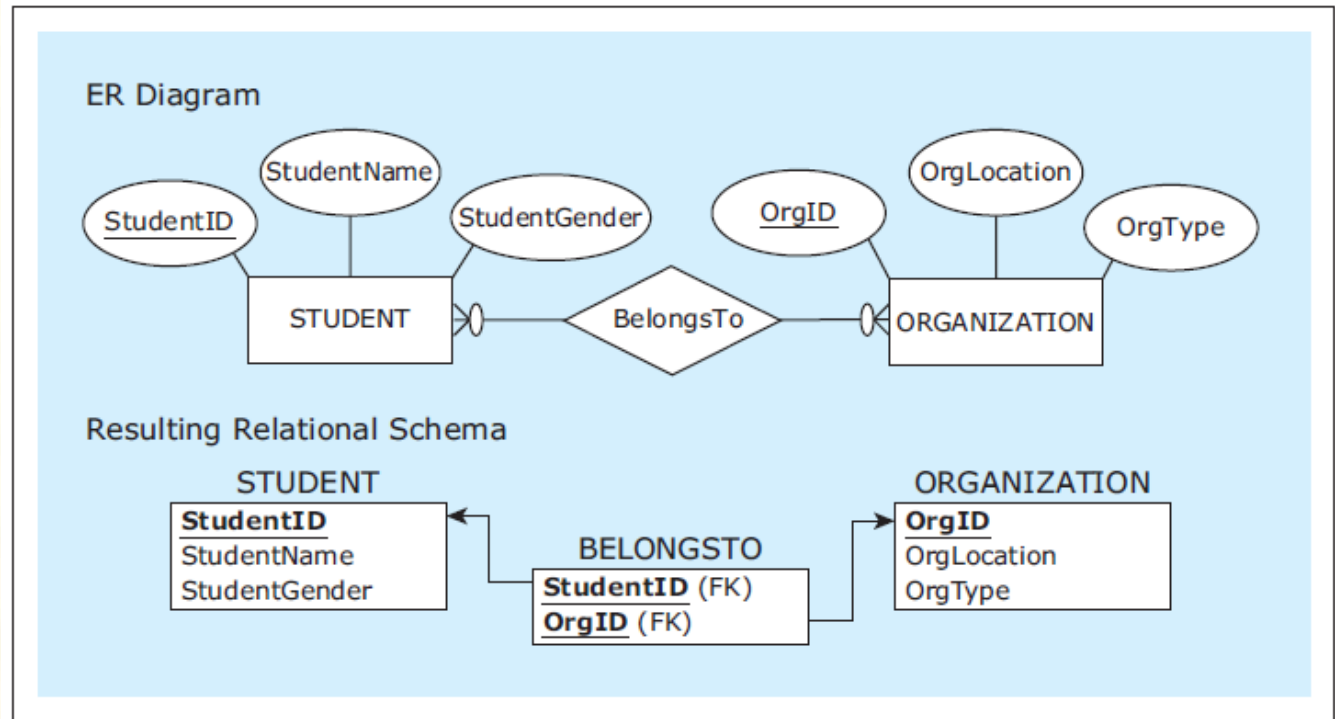 ER Diagram
StudentID
StudentName
StudentGender
OrgID
OrgLocation
OrgType
STUDENT
BelongsTo
ORGANIZATION
Resulting Relational Schema
STUDENT
StudentID
StudentName
StudentGender
BELONGSTO
StudentID (FK)
OrgID (FK)
ORGANIZATION
OrgID
OrgLocation
OrgType